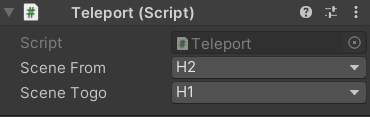 Teleport (Script)
Script Teleport
Scene From H2
Scene Togo H1